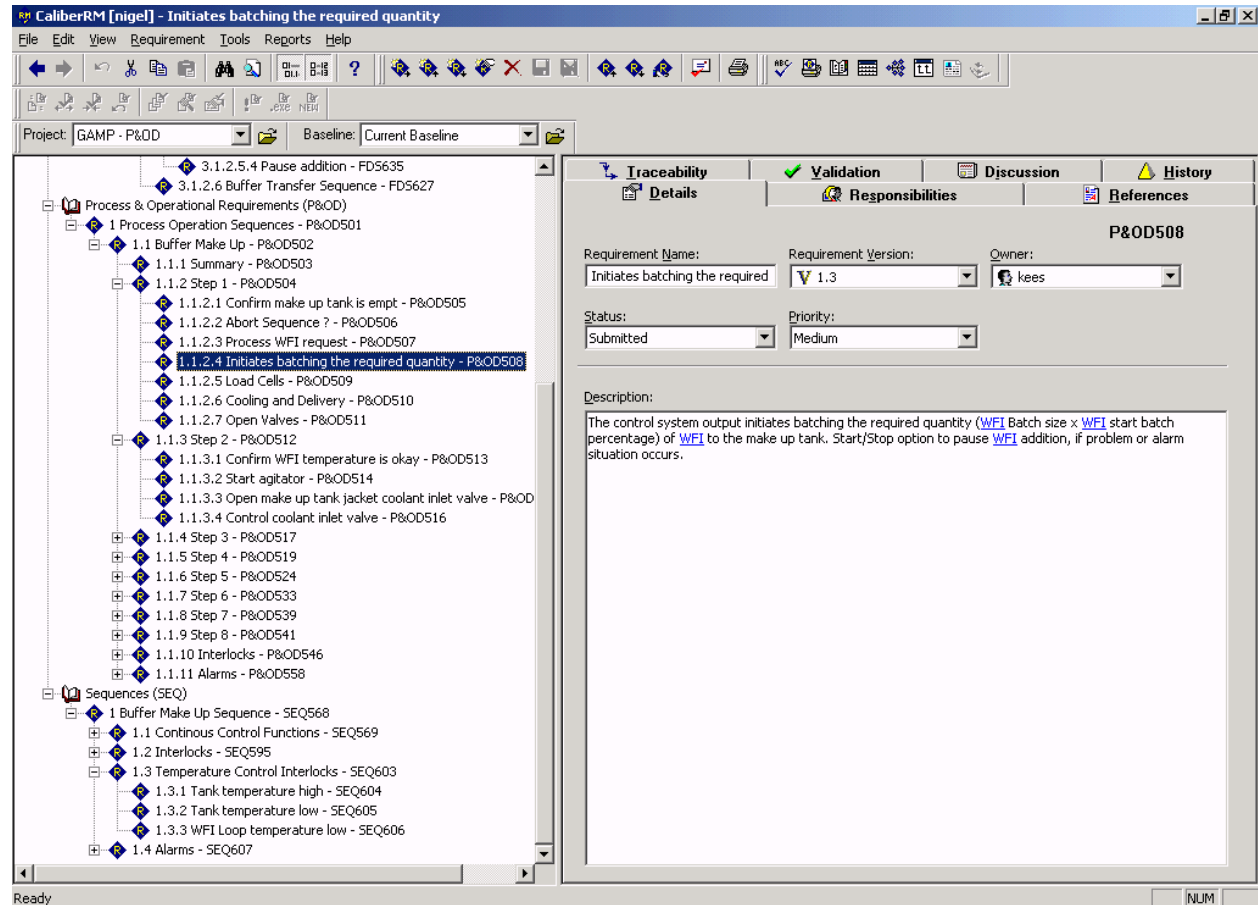 CaliberRM [nigel] - Initiates batching the required quantity
File Edit View Requirement Tools Reports Help
Project: GAMP - P&OD Baseline: Current Baseline
3.1.2.5.4 Pause addition - FDS635
3.1.2.6 Buffer Transfer Sequence - FDS627
Process & Operational Requirements (P&OD)
1 Process Operation Sequences - P&OD501
1.1 Buffer Make Up - P&OD502
1.1.1 Summary - P&OD503
1.1.2 Step 1 - P&OD504
1.1.2.1 Confirm make up tank is empt - P&OD505
1.1.2.2 Abort Sequence ? - P&OD506
1.1.2.3 Process WFI request - P&OD507
1.1.2.4 Initiates batching the required quantity - P&OD508
1.1.2.5 Load Cells - P&OD509
1.1.2.6 Cooling and Delivery - P&OD510
1.1.2.7 Open Valves - P&OD511
1.1.3 Step 2 - P&OD512
1.1.3.1 Confirm WFI temperature is okay - P&OD513
1.1.3.2 Start agitator - P&OD514
1.1.3.3 Open make up tank jacket coolant inlet valve - P&OD
1.1.3.4 Control coolant inlet valve - P&OD516
1.1.4 Step 3 - P&OD517
1.1.5 Step 4 - P&OD519
1.1.6 Step 5 - P&OD524
1.1.7 Step 6 - P&OD533
1.1.8 Step 7 - P&OD539
1.1.9 Step 8 - P&OD541
1.1.10 Interlocks - P&OD546
1.1.11 Alarms - P&OD558
Sequences (SEQ)
1 Buffer Make Up Sequence - SEQ568
1.1 Continous Control Functions - SEQ569
1.2 Interlocks - SEQ595
1.3 Temperature Control Interlocks - SEQ603
1.3.1 Tank temperature high - SEQ604
1.3.2 Tank temperature low - SEQ605
1.3.3 WFI Loop temperature low - SEQ606
1.4 Alarms - SEQ607
Traceability Validation Discussion History
Details Responsibilities References
P&OD508
Requirement Name: Requirement Version: Owner:
Initiates batching the required 1.3 kees
Status: Priority:
Submitted Medium
Description:
The control system output initiates batching the required quantity (WFI Batch size x WFI start batch
percentage) of WFI to the make up tank. Start/Stop option to pause WFI addition, if problem or alarm
situation occurs.
Ready NUM